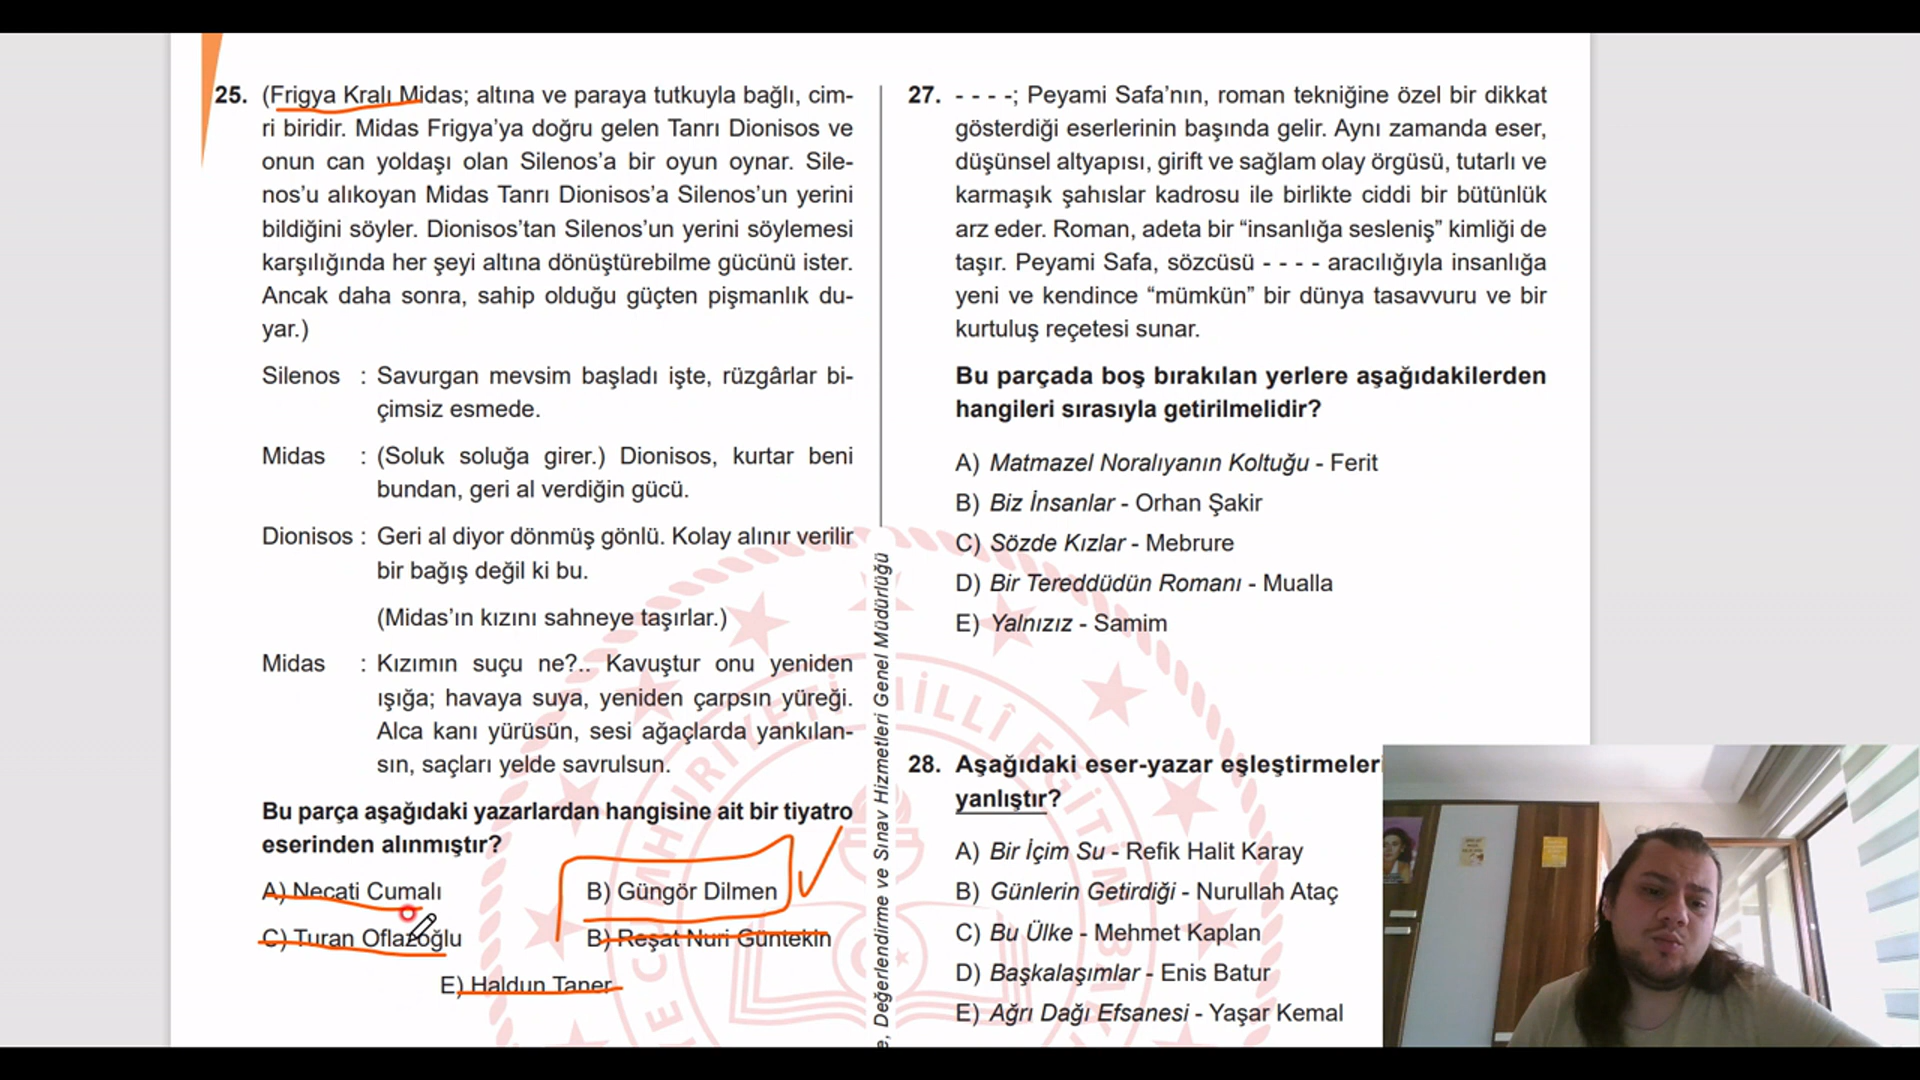 25. (Frigya Kralı Midas; altına ve paraya tutkuyla bağlı, cim-
ri biridir. Midas Frigya’ya doğru gelen Tanrı Dionisos ve
onun can yoldaşı olan Silenos’a bir oyun oynar. Sile-
nos’u alıkoyan Midas Tanrı Dionisos’a Silenos’un yerini
bildiğini söyler. Dionisos’tan Silenos’un yerini söylemesi
karşılığında her şeyi altına dönüştürebilme gücünü ister.
Ancak daha sonra, sahip olduğu güçten pişmanlık du-
yar.)
Silenos : Savurgan mevsim başladı işte, rüzgârlar bi-
çimsiz esmede.
Midas : (Soluk soluğa girer.) Dionisos, kurtar beni
bundan, geri al verdiğin gücü.
Dionisos : Geri al diyor dönmüş gönlü. Kolay alınır verilir
bir bağış değil ki bu.
(Midas’ın kızını sahneye taşırlar.)
Midas : Kızımın suçu ne?.. Kavuştur onu yeniden
ışığa; havaya suya, yeniden çarpsın yüreği.
Alca kanı yürüsün, sesi ağaçlarda yankılan-
sın, saçları yelde savrulsun.
Bu parça aşağıdaki yazarlardan hangisine ait bir tiyatro
eserinden alınmıştır?
A) Necati Cumalı B) Güngör Dilmen
C) Turan Oflazoğlu B) Reşat Nuri Güntekin
E) Haldun Taner
, Değerlendirme ve Sınav Hizmetleri Genel Müdürlüğü
CUMHURİYETİ MİLLÎ EĞİTİM BAK
27. - - - -; Peyami Safa’nın, roman tekniğine özel bir dikkat
gösterdiği eserlerinin başında gelir. Aynı zamanda eser,
düşünsel altyapısı, girift ve sağlam olay örgüsü, tutarlı ve
karmaşık şahıslar kadrosu ile birlikte ciddi bir bütünlük
arz eder. Roman, adeta bir “insanlığa sesleniş” kimliği de
taşır. Peyami Safa, sözcüsü - - - - aracılığıyla insanlığa
yeni ve kendince “mümkün” bir dünya tasavvuru ve bir
kurtuluş reçetesi sunar.
Bu parçada boş bırakılan yerlere aşağıdakilerden
hangileri sırasıyla getirilmelidir?
A) Matmazel Noralıyanın Koltuğu - Ferit
B) Biz İnsanlar - Orhan Şakir
C) Sözde Kızlar - Mebrure
D) Bir Tereddüdün Romanı - Mualla
E) Yalnızız - Samim
28. Aşağıdaki eser-yazar eşleştirmeleri
yanlıştır?
A) Bir İçim Su - Refik Halit Karay
B) Günlerin Getirdiği - Nurullah Ataç
C) Bu Ülke - Mehmet Kaplan
D) Başkalaşımlar - Enis Batur
E) Ağrı Dağı Efsanesi - Yaşar Kemal